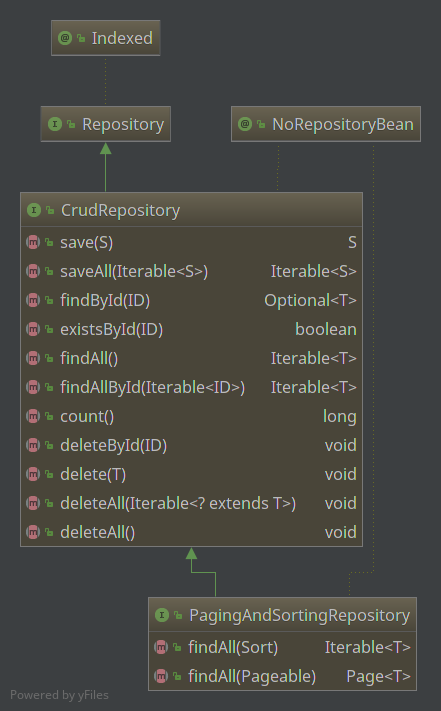 Indexed
Repository
NoRepositoryBean
CrudRepository
save(S) S
saveAll(Iterable<S>) Iterable<S>
findById(ID) Optional<T>
existsById(ID) boolean
findAll() Iterable<T>
findAllById(Iterable<ID>) Iterable<T>
count() long
deleteById(ID) void
delete(T) void
deleteAll(Iterable<? extends T>) void
deleteAll() void
PagingAndSortingRepository
findAll(Sort) Iterable<T>
findAll(Pageable) Page<T>
Powered by yFiles